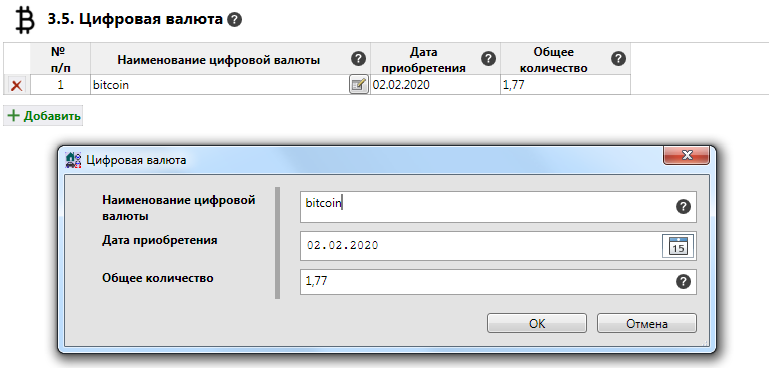 3.5. Цифровая валюта ?
№ п/п
Наименование цифровой валюты ?
Дата приобретения ?
Общее количество ?
1 bitcoin 02.02.2020 1,77
+ Добавить
Цифровая валюта
Наименование цифровой
валюты
bitcoin ?
Дата приобретения
02.02.2020 15
Общее количество
1,77 ?
OK Отмена